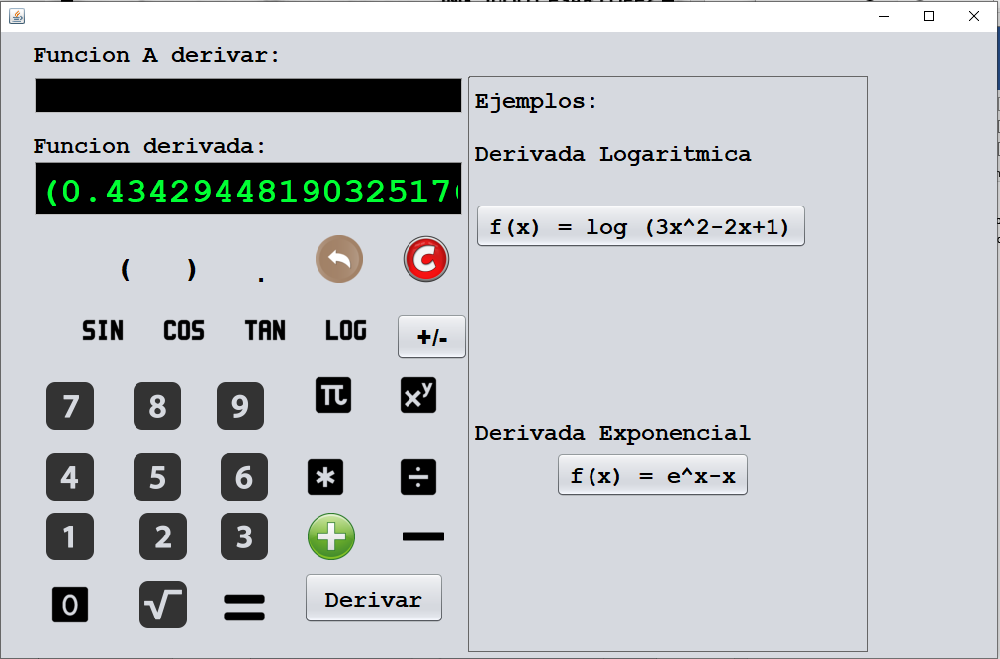 Funcion A derivar:
Funcion derivada:
(0.4342944819032517
( ) .
C
SIN COS TAN LOG +/-
7 8 9 π xʸ
4 5 6 * ÷
1 2 3 + −
0 √ = Derivar
Ejemplos:
Derivada Logaritmica
f(x) = log (3x^2-2x+1)
Derivada Exponencial
f(x) = e^x-x